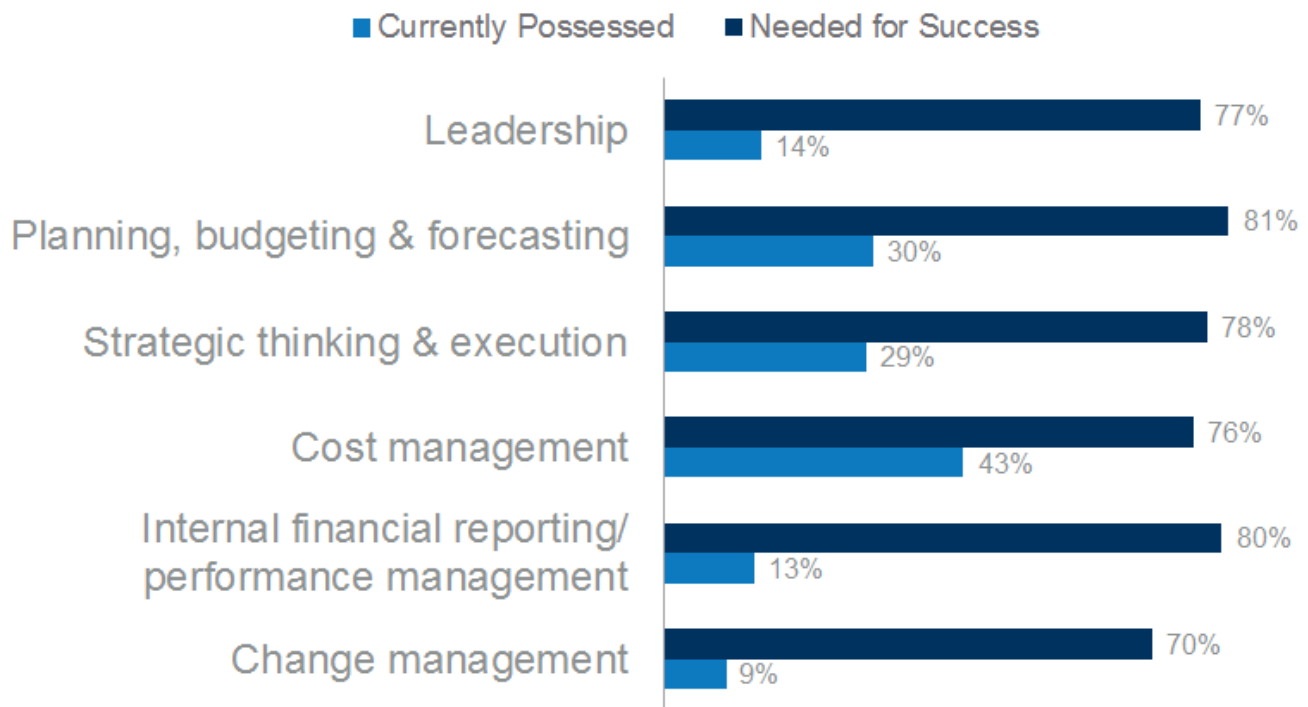 Currently Possessed Needed for Success
Leadership 77%
14%
Planning, budgeting & forecasting 81%
30%
Strategic thinking & execution 78%
29%
Cost management 76%
43%
Internal financial reporting/
performance management 80%
13%
Change management 70%
9%